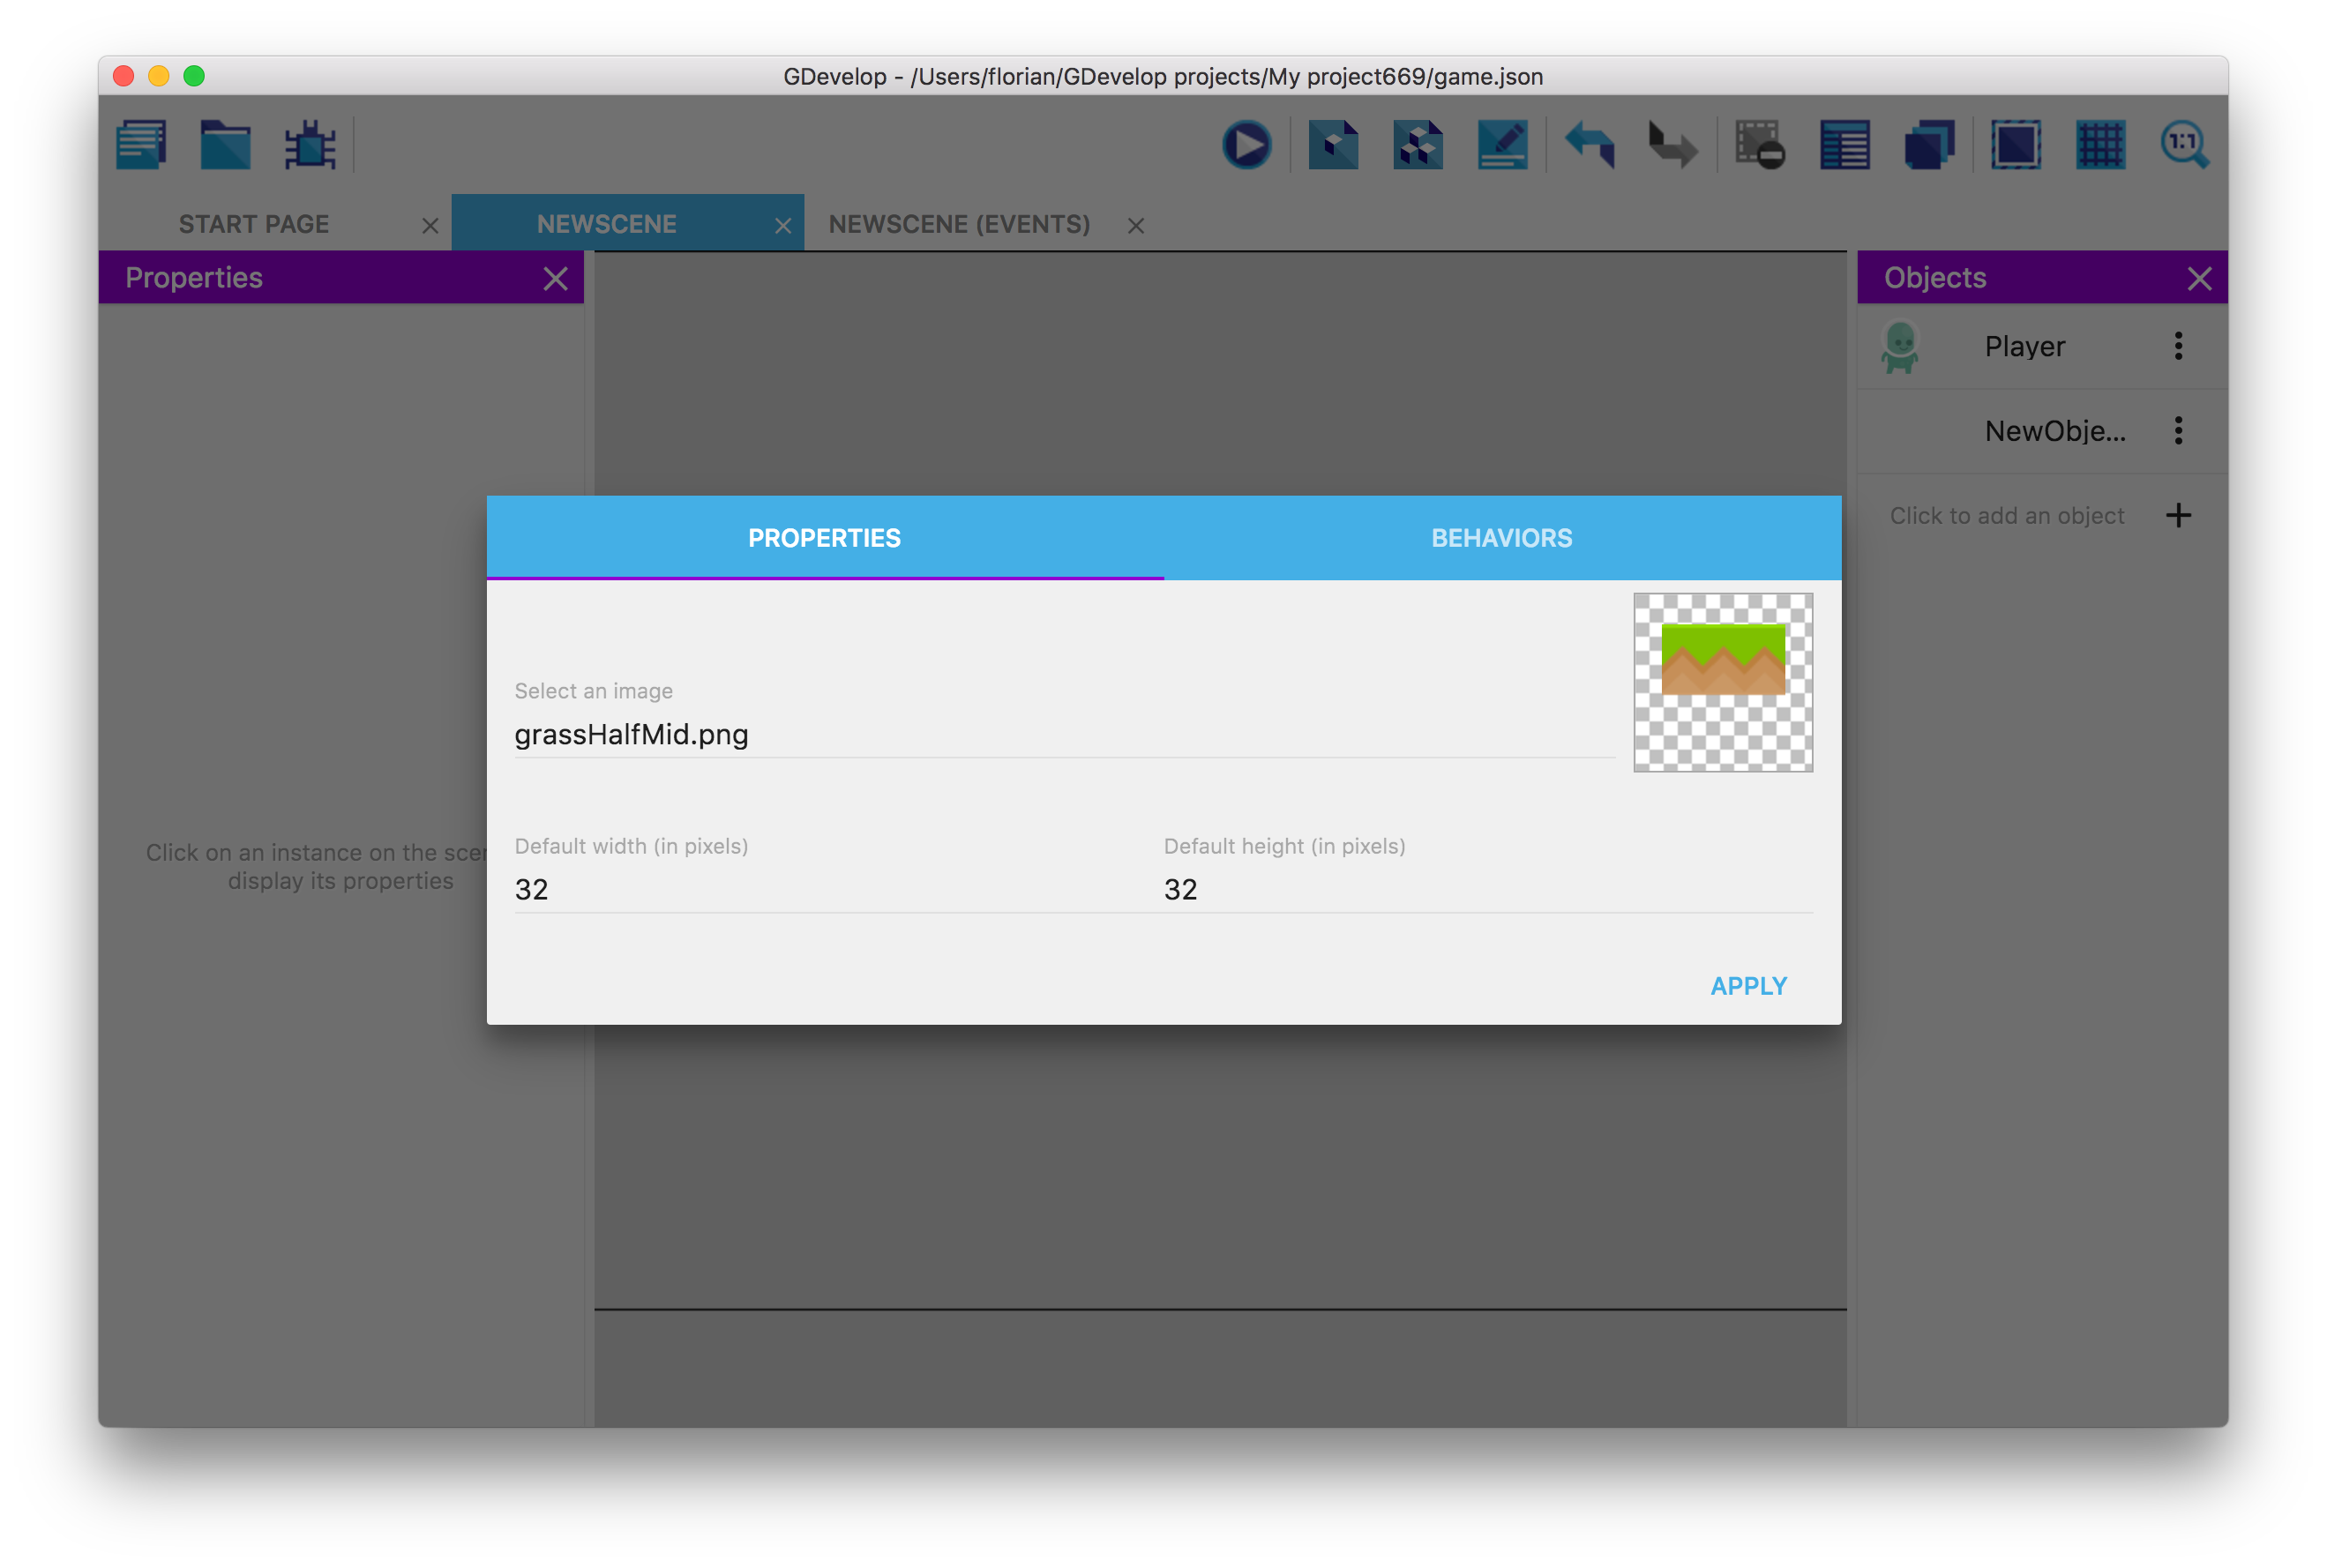 GDevelop - /Users/florian/GDevelop projects/My project669/game.json
1:1
START PAGE
NEWSCENE
NEWSCENE (EVENTS)
Properties
Objects
Player
NewObje...
Click to add an object
PROPERTIES
BEHAVIORS
Select an image
grassHalfMid.png
Click on an instance on the
display its properties
Default width (in pixels)
Default height (in pixels)
32
32
APPLY